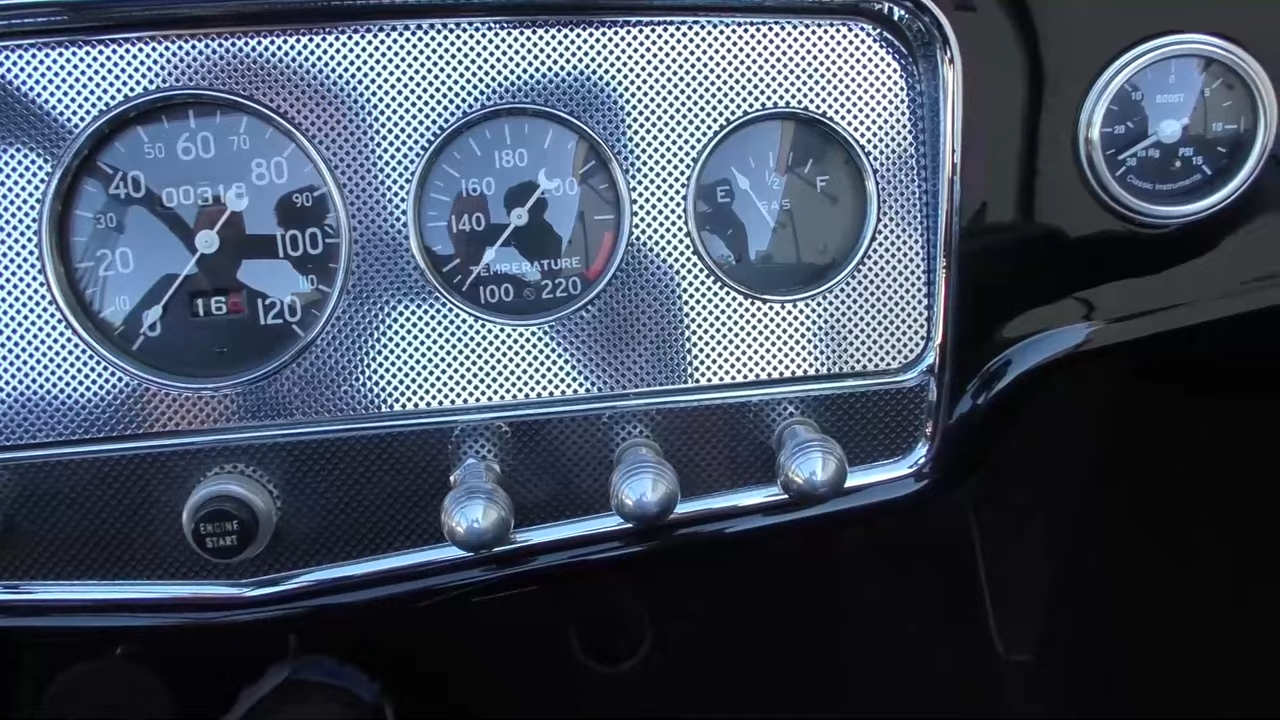 10
20
30
40
50
60
70
80
90
100
110
120
0
00318
16
100
140
160
180
200
220
TEMPERATURE
E
1/2
F
GAS
BOOST
30
20
10
0
5
10
15
In Hg
PSI
Classic Instruments
ENGINE
START